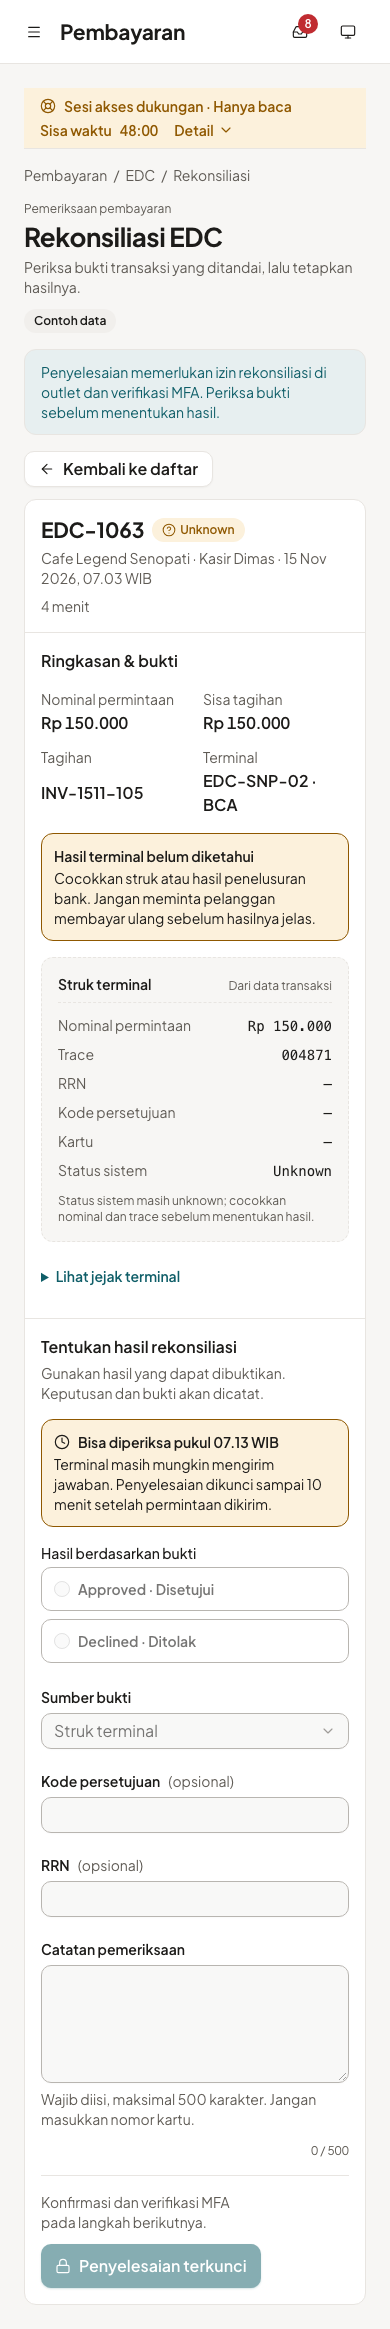 Pembayaran
8
Sesi akses dukungan · Hanya baca
Sisa waktu 48:00 Detail
Pembayaran / EDC / Rekonsiliasi
Pemeriksaan pembayaran
Rekonsiliasi EDC
Periksa bukti transaksi yang ditandai, lalu tetapkan
hasilnya.
Contoh data
Penyelesaian memerlukan izin rekonsiliasi di
outlet dan verifikasi MFA. Periksa bukti
sebelum menentukan hasil.
Kembali ke daftar
EDC-1063 Unknown
Cafe Legend Senopati · Kasir Dimas · 15 Nov
2026, 07.03 WIB
4 menit
Ringkasan & bukti
Nominal permintaan Sisa tagihan
Rp 150.000 Rp 150.000
Tagihan Terminal
INV-1511-105 EDC-SNP-02 ·
BCA
Hasil terminal belum diketahui
Cocokkan struk atau hasil penelusuran
bank. Jangan meminta pelanggan
membayar ulang sebelum hasilnya jelas.
Struk terminal Dari data transaksi
Nominal permintaan Rp 150.000
Trace 004871
RRN —
Kode persetujuan —
Kartu —
Status sistem Unknown
Status sistem masih unknown; cocokkan
nominal dan trace sebelum menentukan hasil.
Lihat jejak terminal
Tentukan hasil rekonsiliasi
Gunakan hasil yang dapat dibuktikan.
Keputusan dan bukti akan dicatat.
Bisa diperiksa pukul 07.13 WIB
Terminal masih mungkin mengirim
jawaban. Penyelesaian dikunci sampai 10
menit setelah permintaan dikirim.
Hasil berdasarkan bukti
Approved · Disetujui
Declined · Ditolak
Sumber bukti
Struk terminal
Kode persetujuan (opsional)
RRN (opsional)
Catatan pemeriksaan
Wajib diisi, maksimal 500 karakter. Jangan
masukkan nomor kartu.
0 / 500
Konfirmasi dan verifikasi MFA
pada langkah berikutnya.
Penyelesaian terkunci